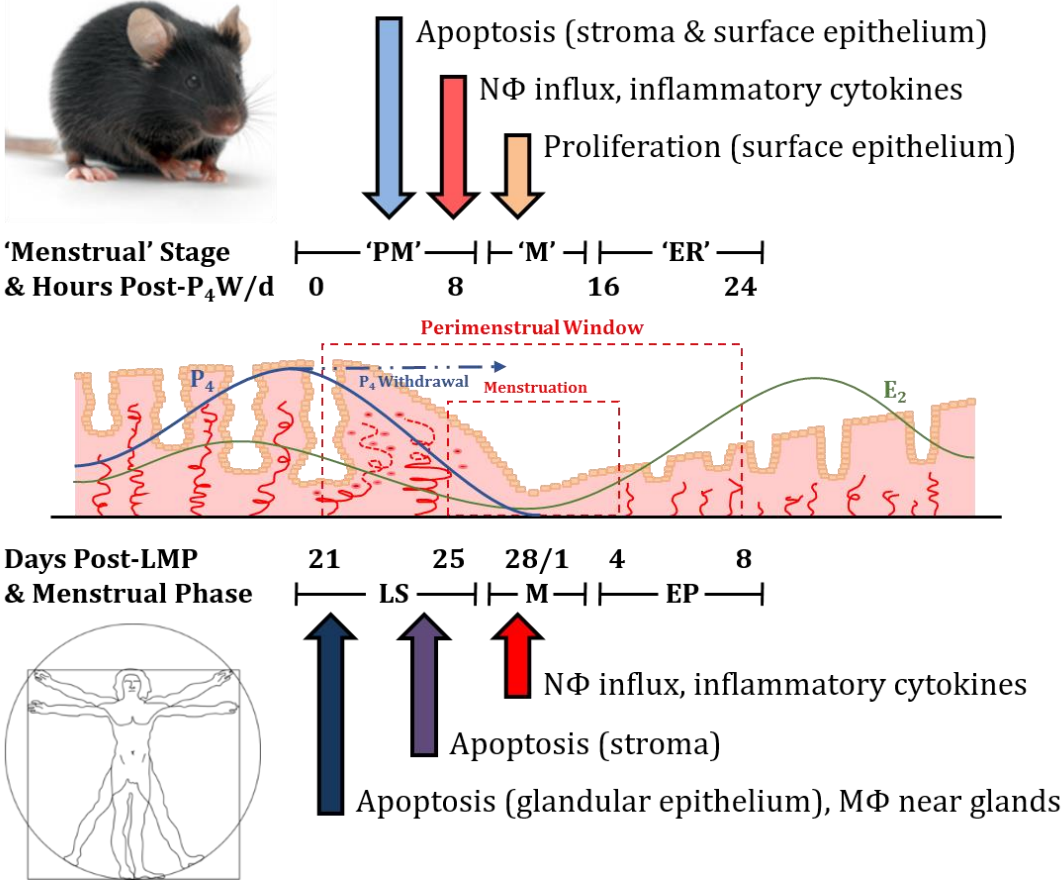 Apoptosis (stroma & surface epithelium)
NΦ influx, inflammatory cytokines
Proliferation (surface epithelium)
‘Menstrual’ Stage
‘PM’ ‘M’ ‘ER’
& Hours Post-P₄W/d 0 8 16 24
Perimenstrual Window
P₄
P₄ Withdrawal
Menstruation
E₂
Days Post-LMP 21 25 28/1 4 8
& Menstrual Phase LS M EP
NΦ influx, inflammatory cytokines
Apoptosis (stroma)
Apoptosis (glandular epithelium), MΦ near glands